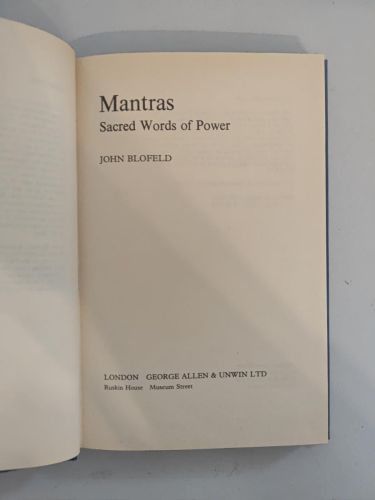 Mantras
Sacred Words of Power
JOHN BLOFELD
LONDON GEORGE ALLEN & UNWIN LTD
Ruskin House Museum Street